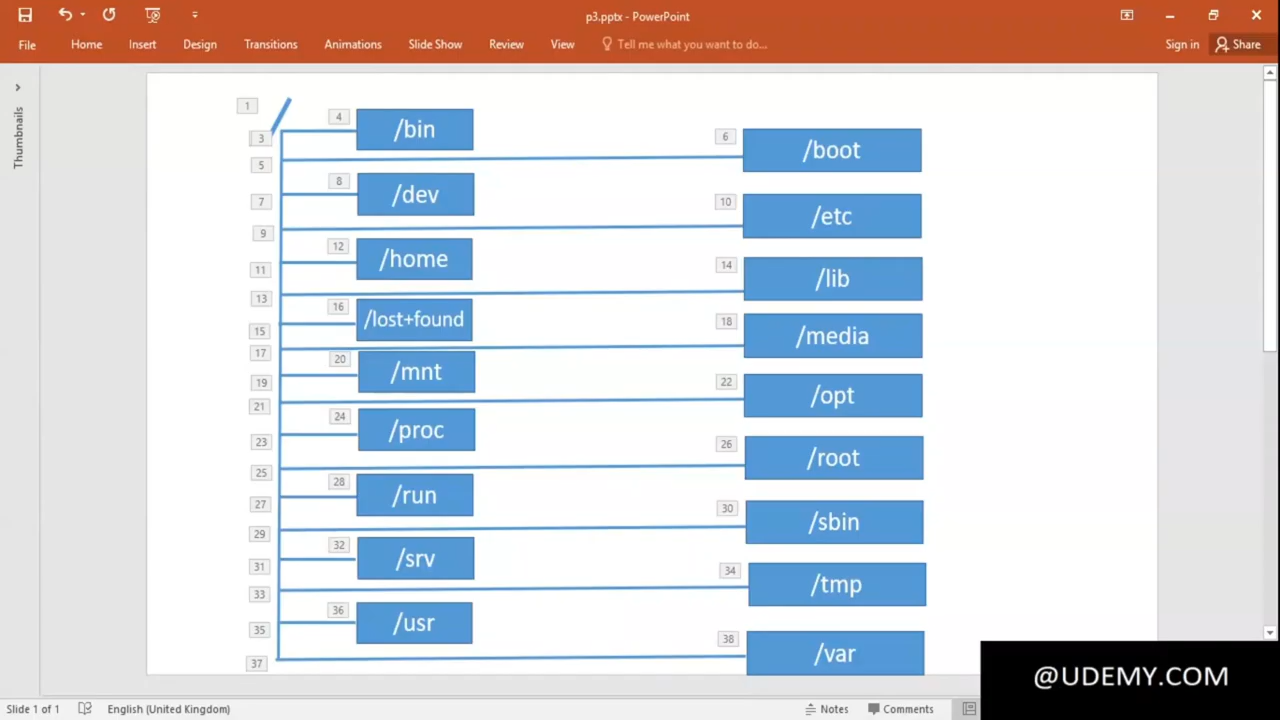 p3.pptx - PowerPoint
File Home Insert Design Transitions Animations Slide Show Review View Tell me what you want to do... Sign in Share
Thumbnails
1
3
4 /bin
5
6 /boot
7
8 /dev
9
10 /etc
11
12 /home
13
14 /lib
15
16 /lost+found
17
18 /media
19
20 /mnt
21
22 /opt
23
24 /proc
25
26 /root
27
28 /run
29
30 /sbin
31
32 /srv
33
34 /tmp
35
36 /usr
37
38 /var
@UDEMY.COM
Slide 1 of 1 English (United Kingdom) Notes Comments